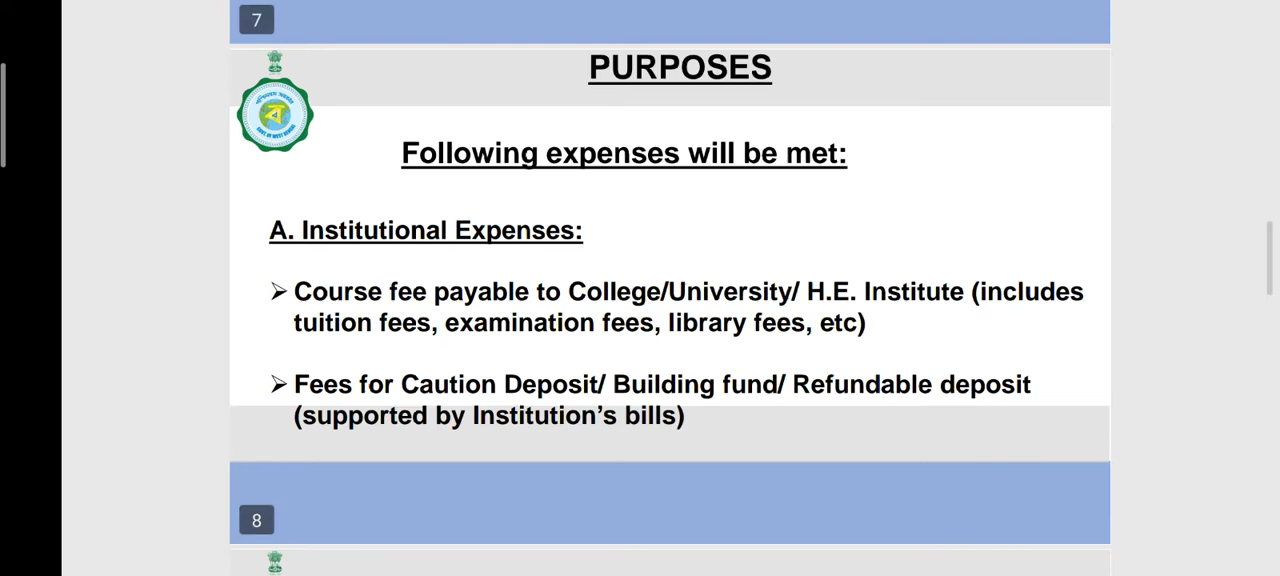 7
PURPOSES
Following expenses will be met:
A. Institutional Expenses:
➢ Course fee payable to College/University/ H.E. Institute (includes
tuition fees, examination fees, library fees, etc)
➢ Fees for Caution Deposit/ Building fund/ Refundable deposit
(supported by Institution’s bills)
8